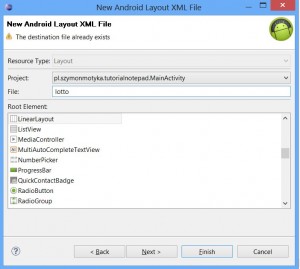 New Android Layout XML File
New Android Layout XML File
The destination file already exists
Resource Type: Layout
Project: pl.szymonmotyka.tutorialnotepad.MainActivity
File: lotto
Root Element:
LinearLayout
ListView
MediaController
MultiAutoCompleteTextView
NumberPicker
ProgressBar
QuickContactBadge
RadioButton
RadioGroup
? < Back Next > Finish Cancel